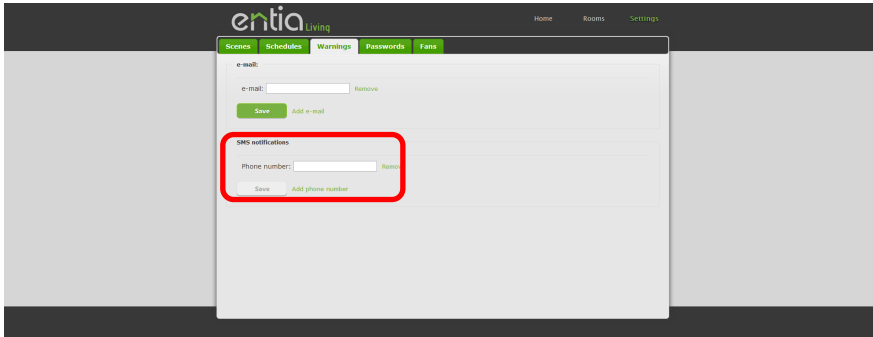 entia Living
Home Rooms Settings
Scenes Schedules Warnings Passwords Fans
e-mail:
e-mail: Remove
Save Add e-mail
SMS notifications
Phone number: Remov
Save Add phone number